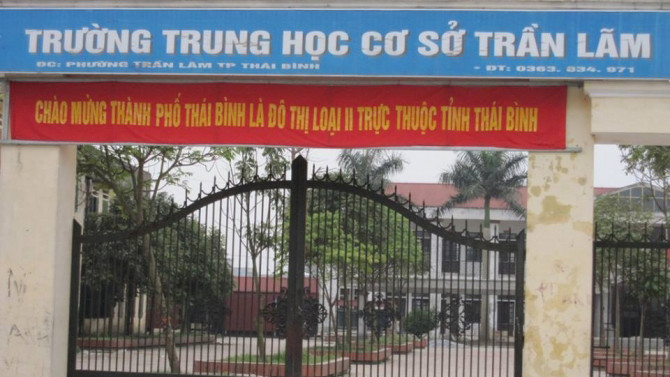 TRƯỜNG TRUNG HỌC CƠ SỞ TRẦN LÃM
ĐC: PHƯỜNG TRẦN LÃM TP THÁI BÌNH - ĐT: 0363. 834. 971
CHÀO MỪNG THÀNH PHỐ THÁI BÌNH LÀ ĐÔ THỊ LOẠI II TRỰC THUỘC TỈNH THÁI BÌNH